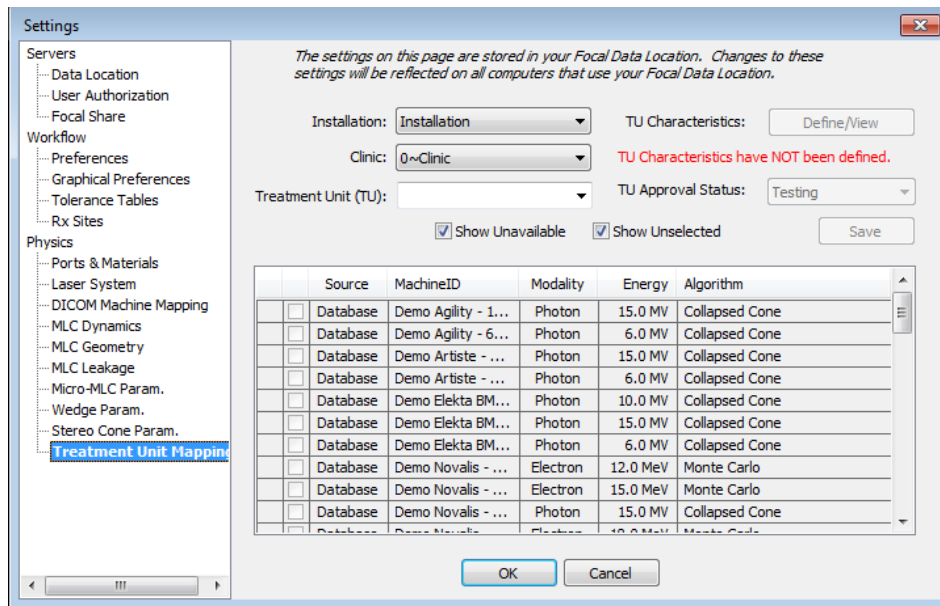 Settings
Servers
Data Location
User Authorization
Focal Share
Workflow
Preferences
Graphical Preferences
Tolerance Tables
Rx Sites
Physics
Ports & Materials
Laser System
DICOM Machine Mapping
MLC Dynamics
MLC Geometry
MLC Leakage
Micro-MLC Param.
Wedge Param.
Stereo Cone Param.
Treatment Unit Mapping
The settings on this page are stored in your Focal Data Location. Changes to these
settings will be reflected on all computers that use your Focal Data Location.
Installation: Installation TU Characteristics: Define/View
Clinic: 0~Clinic TU Characteristics have NOT been defined.
Treatment Unit (TU): TU Approval Status: Testing
Show Unavailable Show Unselected Save
Source MachineID Modality Energy Algorithm
Database Demo Agility - 1... Photon 15.0 MV Collapsed Cone
Database Demo Agility - 6... Photon 6.0 MV Collapsed Cone
Database Demo Artiste - ... Photon 15.0 MV Collapsed Cone
Database Demo Artiste - ... Photon 6.0 MV Collapsed Cone
Database Demo Elekta BM... Photon 10.0 MV Collapsed Cone
Database Demo Elekta BM... Photon 15.0 MV Collapsed Cone
Database Demo Elekta BM... Photon 6.0 MV Collapsed Cone
Database Demo Novalis - ... Electron 12.0 MeV Monte Carlo
Database Demo Novalis - ... Electron 15.0 MeV Monte Carlo
Database Demo Novalis - ... Photon 15.0 MV Collapsed Cone
OK Cancel